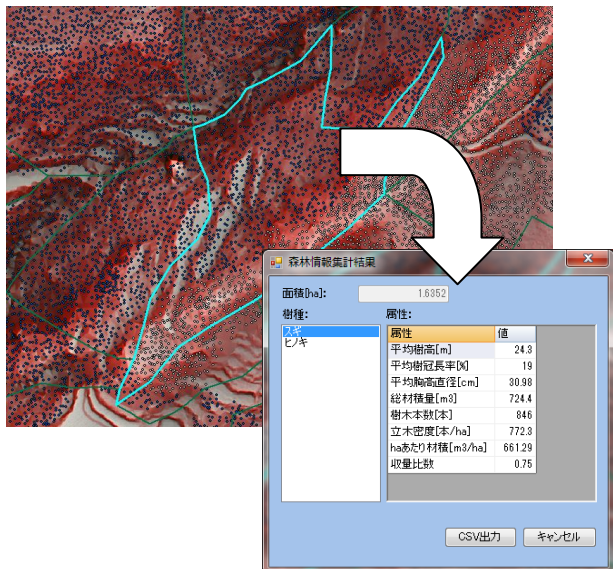 森林情報集計結果
面積[ha]: 1.6352
樹種: 属性:
スギ
ヒノキ
属性 値
平均樹高[m] 24.3
平均樹冠長率[%] 19
平均胸高直径[cm] 30.98
総材積量[m3] 724.4
樹木本数[本] 846
立木密度[本/ha] 772.3
haあたり材積[m3/ha] 661.29
収量比数 0.75
CSV出力 キャンセル